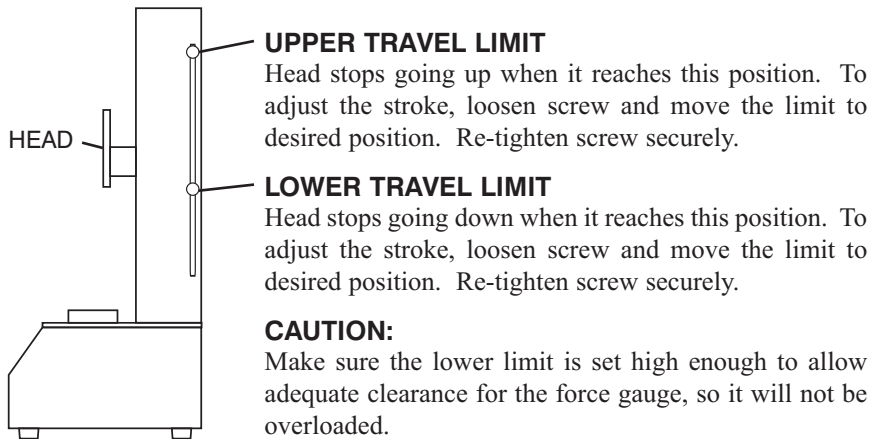 HEAD
UPPER TRAVEL LIMIT
Head stops going up when it reaches this position. To
adjust the stroke, loosen screw and move the limit to
desired position. Re-tighten screw securely.
LOWER TRAVEL LIMIT
Head stops going down when it reaches this position. To
adjust the stroke, loosen screw and move the limit to
desired position. Re-tighten screw securely.
CAUTION:
Make sure the lower limit is set high enough to allow
adequate clearance for the force gauge, so it will not be
overloaded.